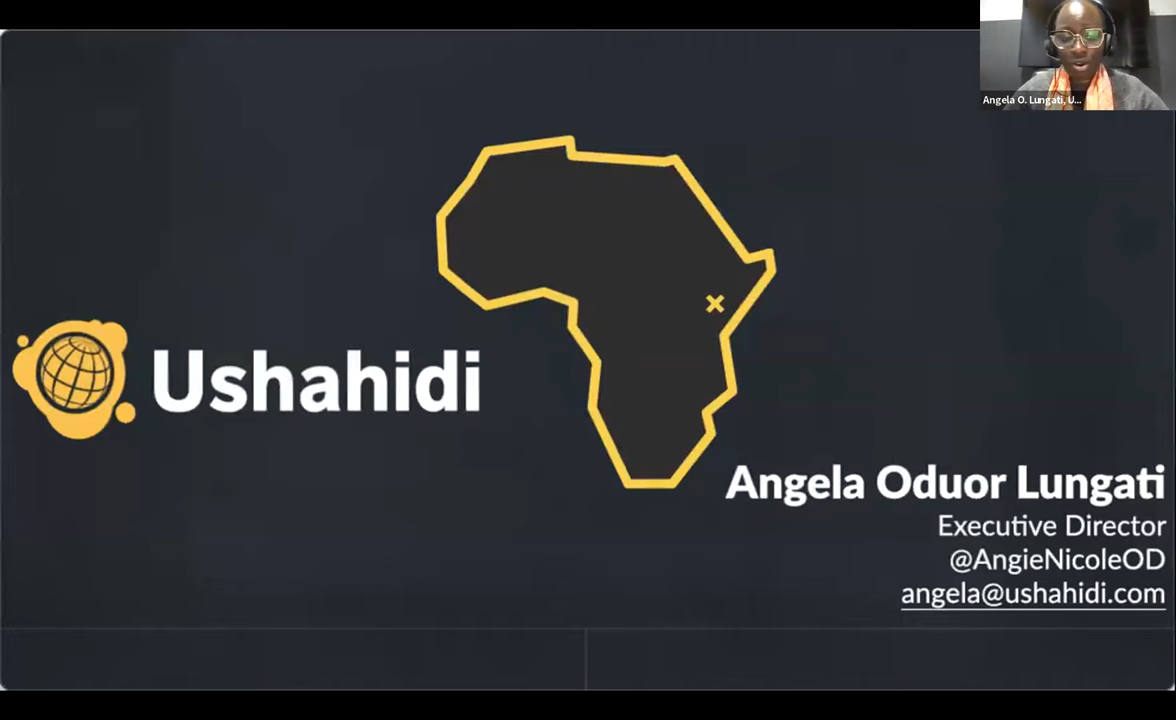 Angela O. Lungati, U...
Ushahidi
Angela Oduor Lungati
Executive Director
@AngieNicoleOD
angela@ushahidi.com